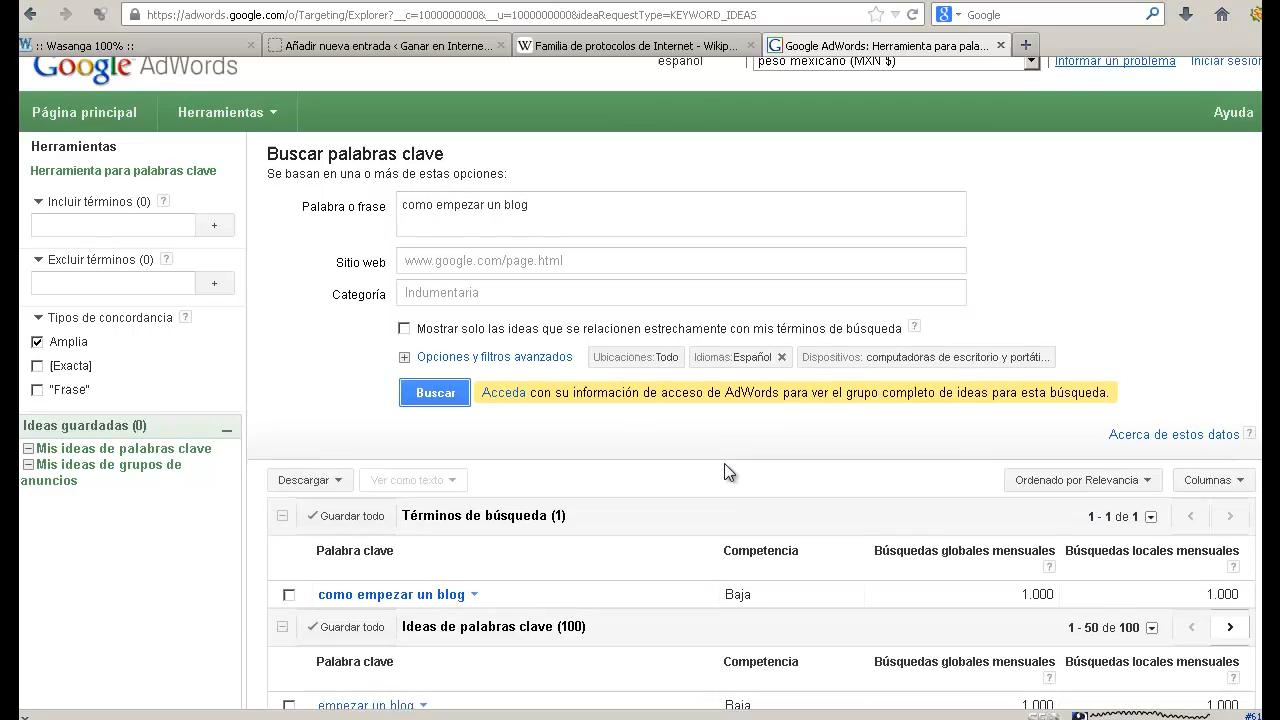 https://adwords.google.com/o/Targeting/Explorer?__c=1000000000&__u=1000000000&ideaRequestType=KEYWORD_IDEAS
Google
:: Wasanga 100% ::
Añadir nueva entrada ‹ Ganar en Interne...
Familia de protocolos de Internet - Wikip...
Google AdWords: Herramienta para pala...
Google AdWords
español
peso mexicano (MXN $)
Informar un problema
Iniciar sesión
Página principal
Herramientas
Ayuda
Herramientas
Herramienta para palabras clave
Incluir términos (0) ?
+
Excluir términos (0) ?
+
Tipos de concordancia ?
Amplia
[Exacta]
"Frase"
Ideas guardadas (0)
Mis ideas de palabras clave
Mis ideas de grupos de
anuncios
Buscar palabras clave
Se basan en una o más de estas opciones:
Palabra o frase
como empezar un blog
Sitio web
www.google.com/page.html
Categoría
Indumentaria
Mostrar solo las ideas que se relacionen estrechamente con mis términos de búsqueda ?
Opciones y filtros avanzados
Ubicaciones:Todo
Idiomas:Español
Dispositivos: computadoras de escritorio y portáti...
Buscar
Acceda con su información de acceso de AdWords para ver el grupo completo de ideas para esta búsqueda.
Acerca de estos datos ?
Descargar
Ver como texto
Ordenado por Relevancia
Columnas
Guardar todo
Términos de búsqueda (1)
1 - 1 de 1
Palabra clave
Competencia
Búsquedas globales mensuales ?
Búsquedas locales mensuales ?
como empezar un blog
Baja
1.000
1.000
Guardar todo
Ideas de palabras clave (100)
1 - 50 de 100
Palabra clave
Competencia
Búsquedas globales mensuales ?
Búsquedas locales mensuales ?
empezar un blog
Baja
1.000
1.000